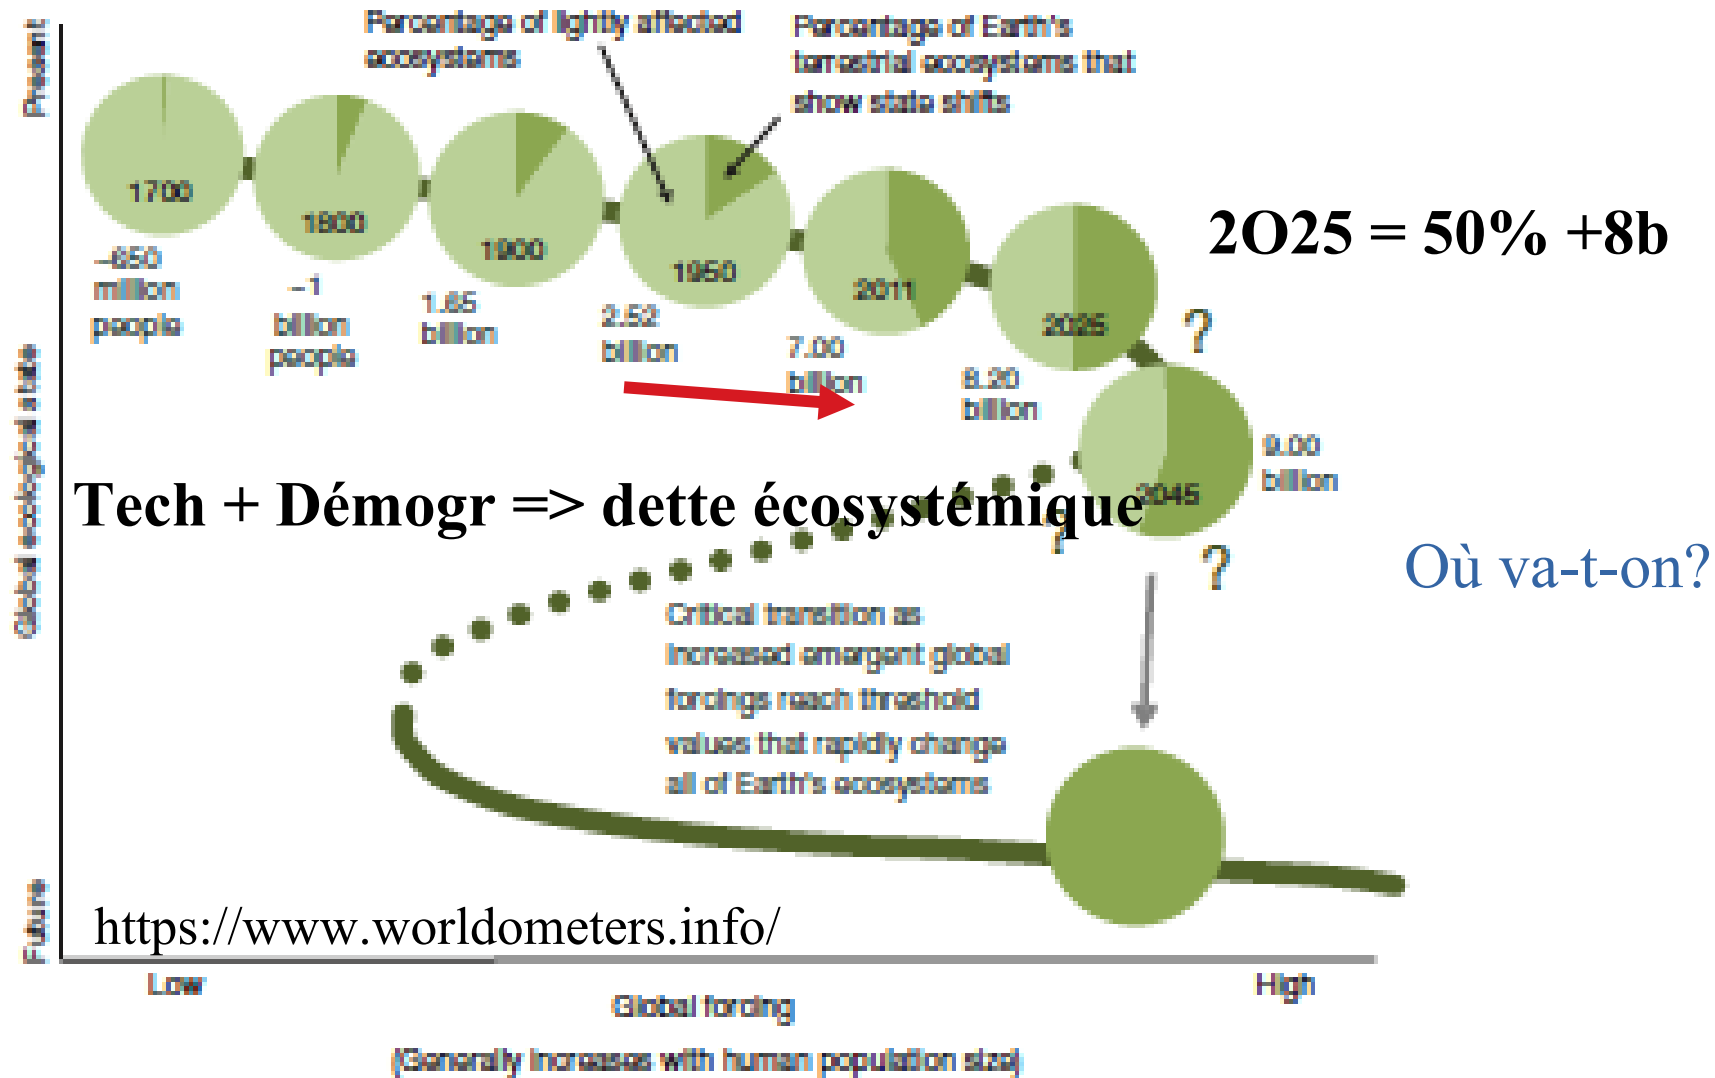 Percentage of lightly affected
ecosystems
Percentage of Earth's
terrestrial ecosystems that
show state shifts
Present
Global ecological state
Future
1700
1800
1900
1950
2011
2025
2045
~650
million
people
~1
billion
people
1.65
billion
2.52
billion
7.00
billion
8.20
billion
9.00
billion
2O25 = 50% +8b
?
?
?
Tech + Démogr => dette écosystémique
Où va-t-on?
Critical transition as
increased emergent global
forcings reach threshold
values that rapidly change
all of Earth's ecosystems
https://www.worldometers.info/
Low
High
Global forcing
(Generally increases with human population size)